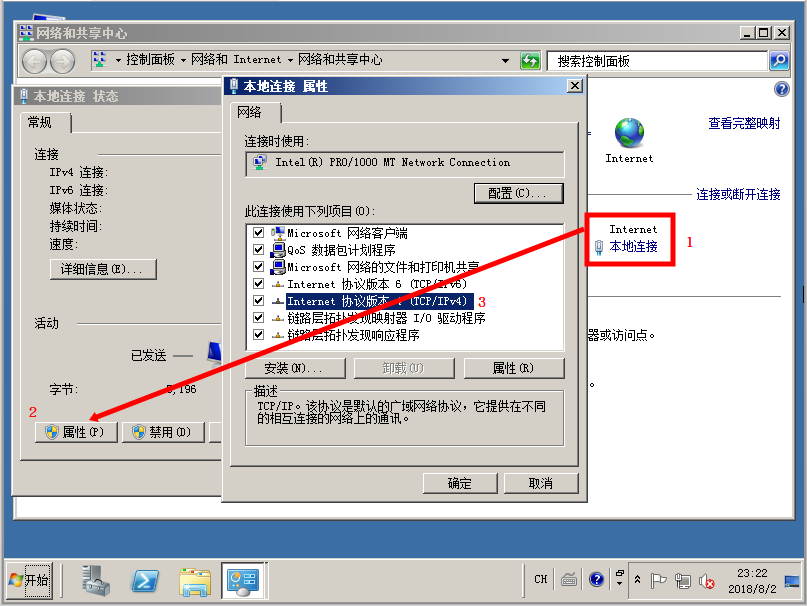 网络和共享中心
控制面板 网络和 Internet 网络和共享中心
搜索控制面板
本地连接 状态
常规
连接
IPv4 连接:
IPv6 连接:
媒体状态:
持续时间:
速度:
详细信息(E)...
活动
已发送
字节:
2
属性(P)
禁用(D)
本地连接 属性
网络
连接时使用:
Intel(R) PRO/1000 MT Network Connection
配置(C)...
此连接使用下列项目(O):
Microsoft 网络客户端
QoS 数据包计划程序
Microsoft 网络的文件和打印机共享
Internet 协议版本 6 (TCP/IPv6)
Internet 协议版本 4 (TCP/IPv4)
3
链路层拓扑发现映射器 I/O 驱动程序
链路层拓扑发现响应程序
安装(N)...
卸载(U)
属性(R)
描述
TCP/IP。该协议是默认的广域网络协议，它提供在不同
的相互连接的网络上的通讯。
确定
取消
查看完整映射
Internet
连接或断开连接
Internet
本地连接
1
器或访问点。
。
开始
CH
23:22
2018/8/2